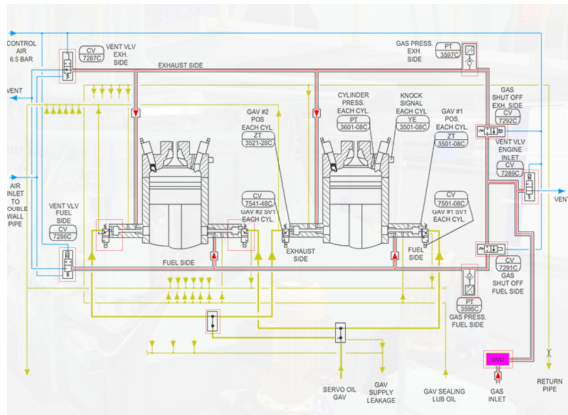 CONTROL
AIR
6.5 BAR
CV
7287C
VENT VLV
EXH.
SIDE
EXHAUST SIDE
GAS PRESS.
EXH
SIDE
PT
3597C
VENT
GAV #2
POS.
EACH CYL.
ZT
3521-28C
CYLINDER
PRESS.
EACH CYL.
PT
3601-08C
KNOCK
SIGNAL
EACH CYL.
YE
3501-08C
GAV #1
POS.
EACH CYL.
ZT
3501-08C
GAS
SHUT OFF
EXH. SIDE
CV
7292C
VENT VLV
ENGINE
INLET
CV
7289C
VENT
AIR
INLET
TO
DOUBLE
WALL
PIPE
VENT VLV
FUEL
SIDE
CV
7286C
CV
7541-48C
GAV #2 SV1
EACH CYL.
CV
7501-08C
GAV #1 SV1
EACH CYL.
EXHAUST
SIDE
FUEL
SIDE
FUEL SIDE
CV
7291C
GAS
SHUT OFF
FUEL SIDE
PT
3595C
GAS PRESS.
FUEL SIDE
SERVO OIL
GAV
GAV
SUPPLY
LEAKAGE
GAV SEALING
LUB OIL
GAS
INLET
RETURN
PIPE